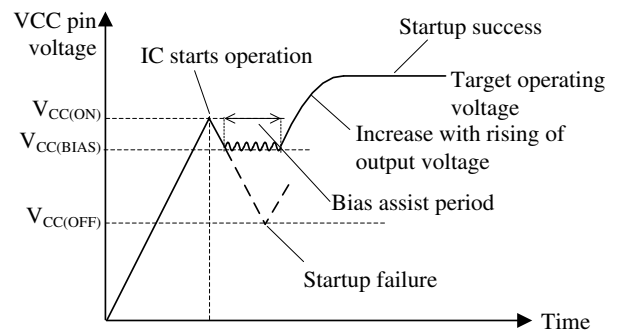 VCC pin
voltage
Startup success
IC starts operation
Target operating
voltage
VCC(ON)
Increase with rising of
output voltage
VCC(BIAS)
Bias assist period
VCC(OFF)
Startup failure
Time